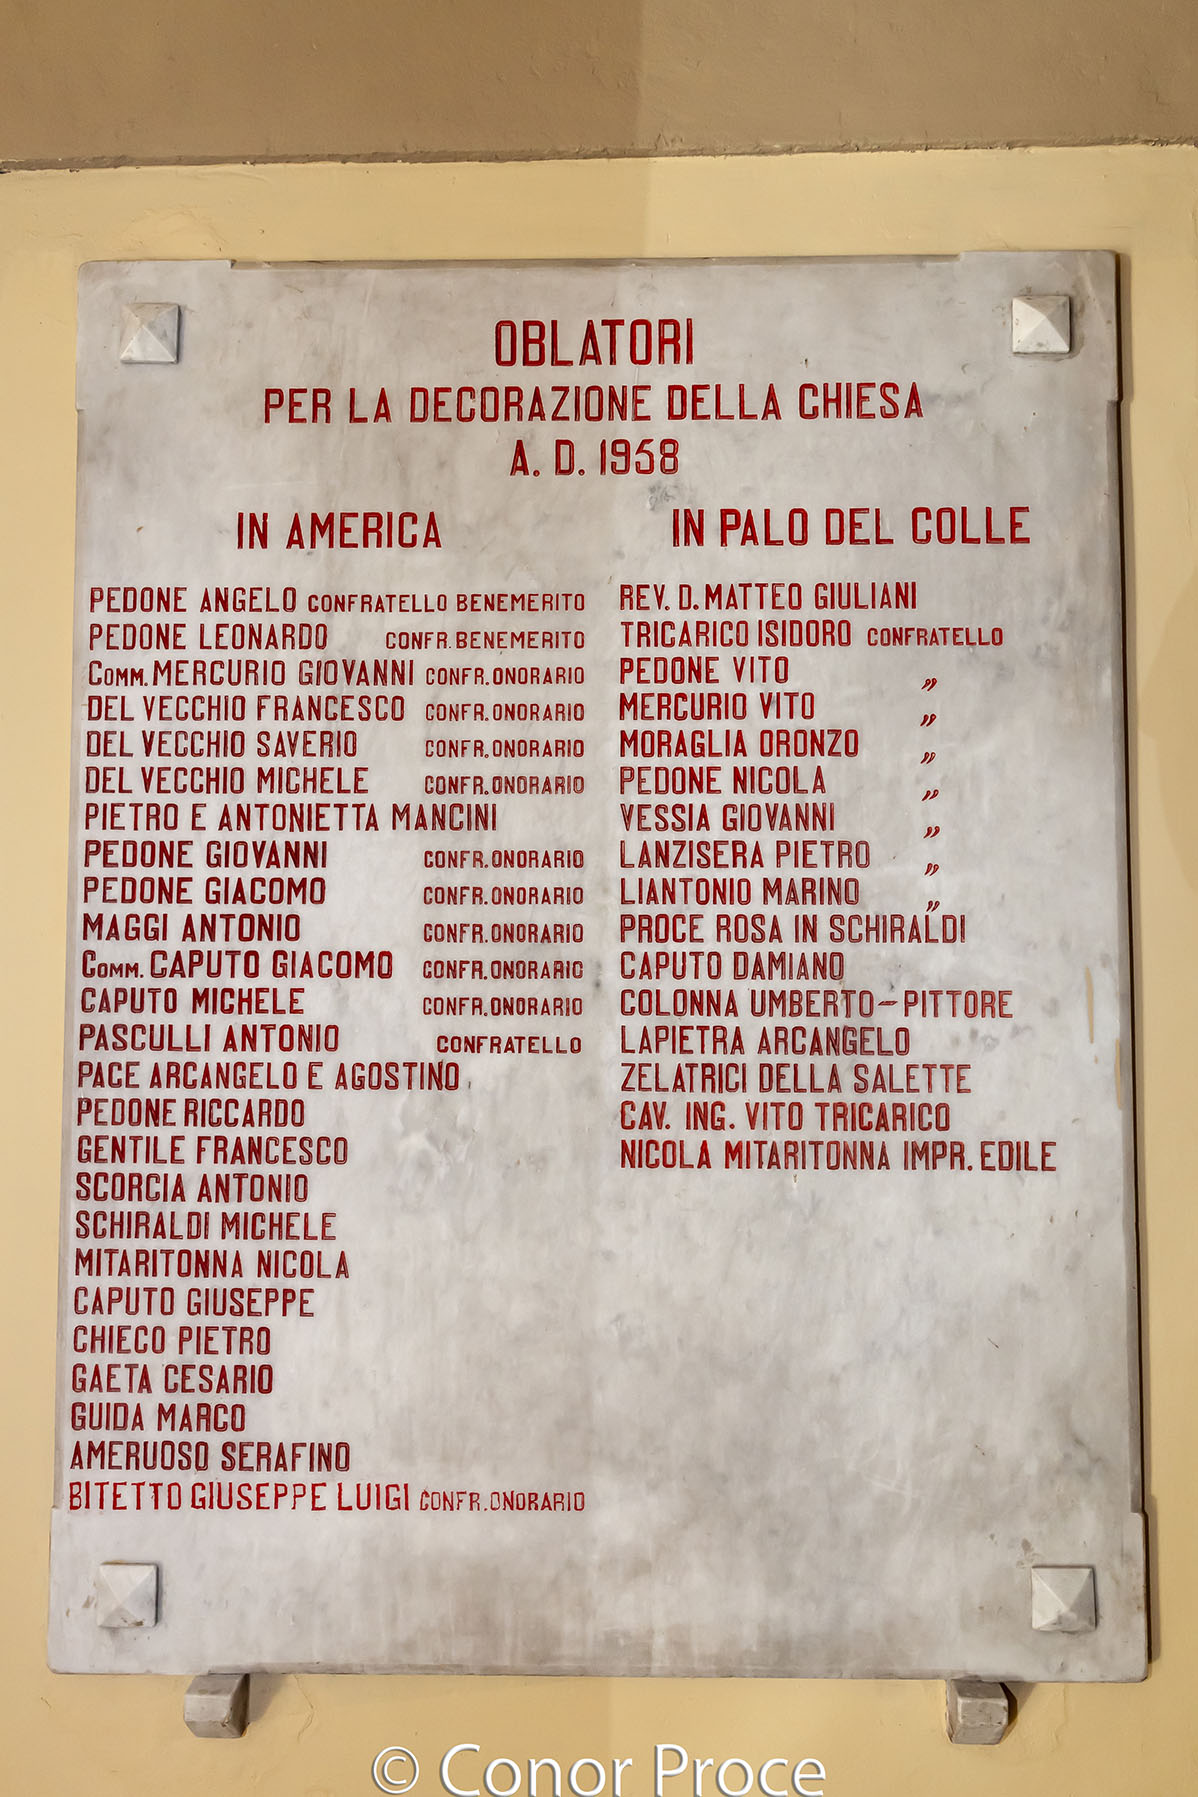 OBLATORI
PER LA DECORAZIONE DELLA CHIESA
A. D. 1958
IN AMERICA
PEDONE ANGELO CONFRATELLO BENEMERITO
PEDONE LEONARDO CONFR. BENEMERITO
COMM. MERCURIO GIOVANNI CONFR. ONORARIO
DEL VECCHIO FRANCESCO CONFR. ONORARIO
DEL VECCHIO SAVERIO CONFR. ONORARIO
DEL VECCHIO MICHELE CONFR. ONORARIO
PIETRO E ANTONIETTA MANCINI
PEDONE GIOVANNI CONFR. ONORARIO
PEDONE GIACOMO CONFR. ONORARIO
MAGGI ANTONIO CONFR. ONORARIO
COMM. CAPUTO GIACOMO CONFR. ONORARIO
CAPUTO MICHELE CONFR. ONORARIO
PASCULLI ANTONIO CONFRATELLO
PACE ARCANGELO E AGOSTINO
PEDONE RICCARDO
GENTILE FRANCESCO
SCORCIA ANTONIO
SCHIRALDI MICHELE
MITARITONNA NICOLA
CAPUTO GIUSEPPE
CHIECO PIETRO
GAETA CESARIO
GUIDA MARCO
AMERUOSO SERAFINO
BITETTO GIUSEPPE LUIGI CONFR. ONORARIO
IN PALO DEL COLLE
REV. D. MATTEO GIULIANI
TRICARICO ISIDORO CONFRATELLO
PEDONE VITO „
MERCURIO VITO „
MORAGLIA ORONZO „
PEDONE NICOLA „
VESSIA GIOVANNI „
LANZISERA PIETRO „
LIANTONIO MARINO „
PROCE ROSA IN SCHIRALDI
CAPUTO DAMIANO
COLONNA UMBERTO – PITTORE
LAPIETRA ARCANGELO
ZELATRICI DELLA SALETTE
CAV. ING. VITO TRICARICO
NICOLA MITARITONNA IMPR. EDILE
© Conor Proce